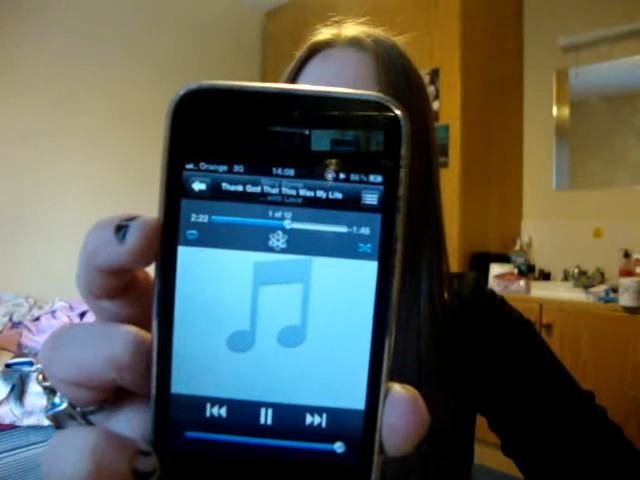 Orange 3G 14:08
Thank God That This Was My Life
...with Love
1 of 12
2:22 -1:45